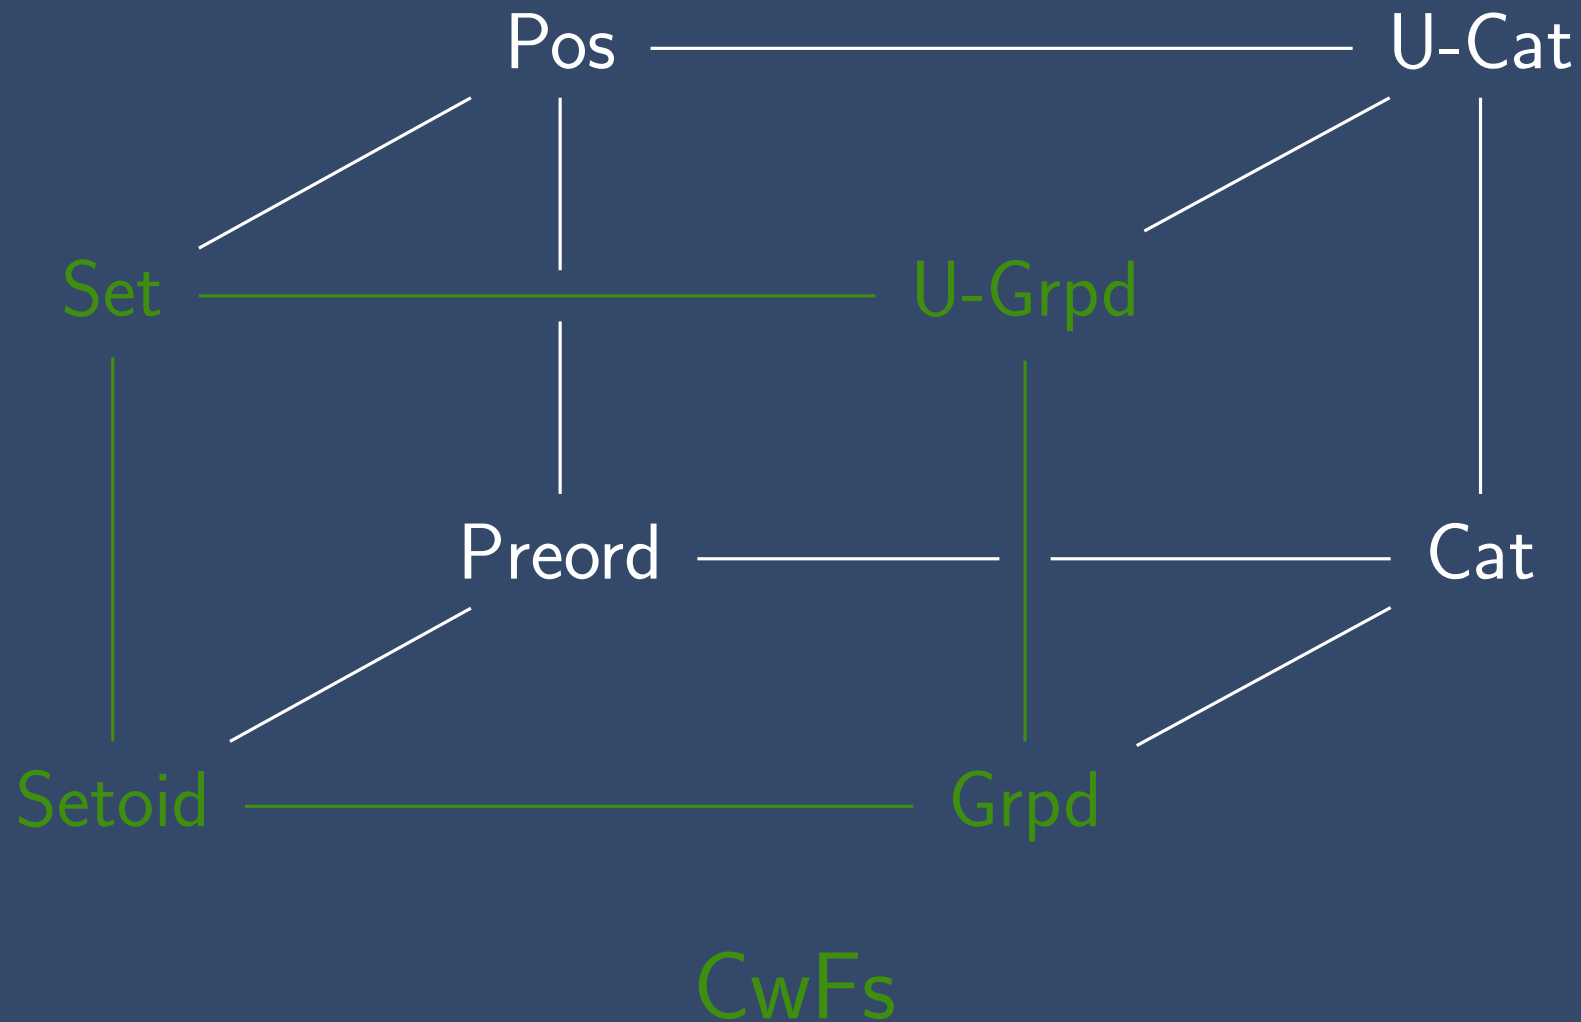 Pos U-Cat
Set U-Grpd
Preord Cat
Setoid Grpd
CwFs